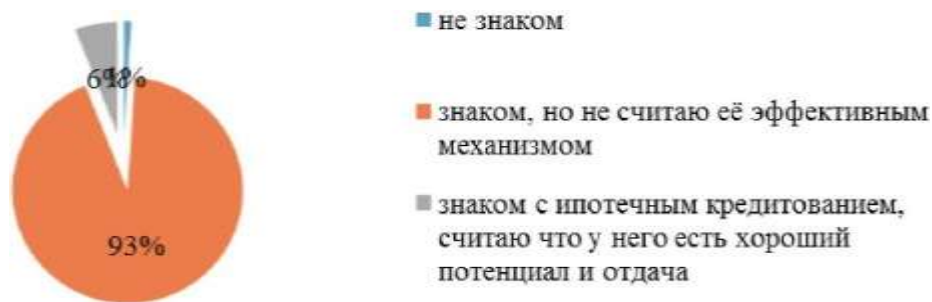 не знаком
6%
1%
знаком, но не считаю её эффективным
механизмом
знаком с ипотечным кредитованием,
считаю что у него есть хороший
потенциал и отдача
93%